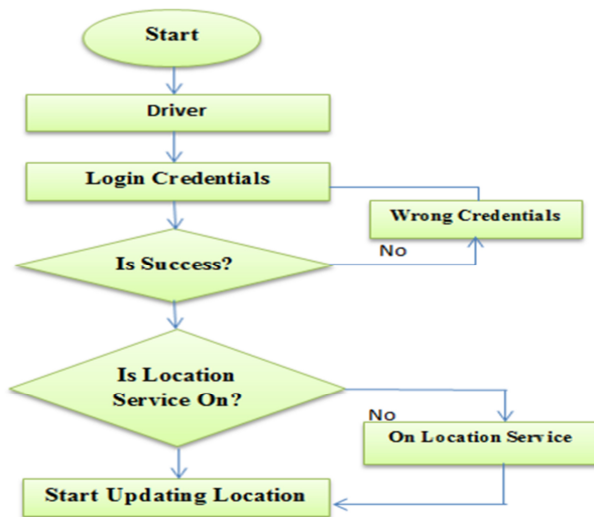 Start
Driver
Login Credentials
Wrong Credentials
Is Success?
No
Is Location
Service On?
No
On Location Service
Start Updating Location